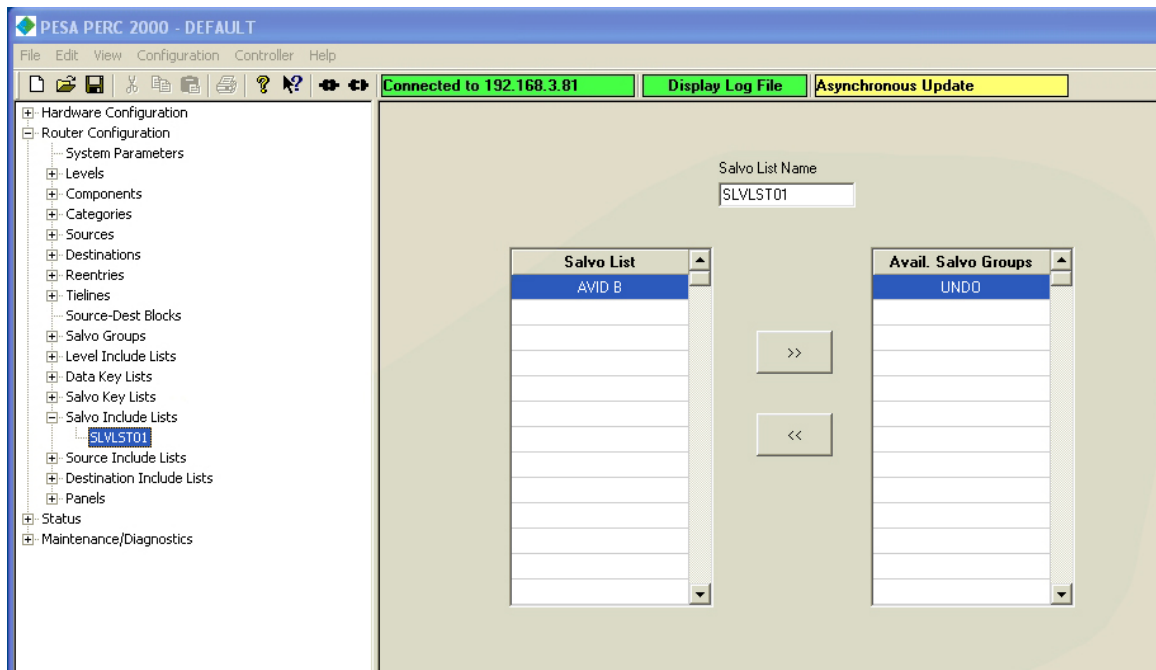 PESA PERC 2000 - DEFAULT
File Edit View Configuration Controller Help
Connected to 192.168.3.81 Display Log File Asynchronous Update
Hardware Configuration
Router Configuration
System Parameters
Levels
Components
Categories
Sources
Destinations
Reentries
Tielines
Source-Dest Blocks
Salvo Groups
Level Include Lists
Data Key Lists
Salvo Key Lists
Salvo Include Lists
SLVLST01
Source Include Lists
Destination Include Lists
Panels
Status
Maintenance/Diagnostics
Salvo List Name
SLVLST01
Salvo List
AVID B
>>
<<
Avail. Salvo Groups
UNDO